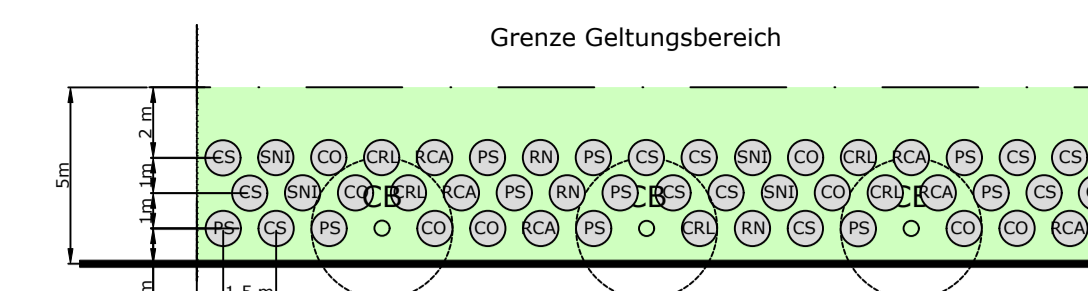 Grenze Geltungsbereich
2 m
CS SNI CO CRL RCA PS RN PS CS CS SNI CO CRL RCA PS CS CS
5m
1m
CS SNI CO CRL RCA PS RN PS CS CS SNI CO CRL RCA PS CS
CB CB CB
1m
PS CS PS CO CO RCA PS CRL RN CS PS CO CO RCA
1,5 m